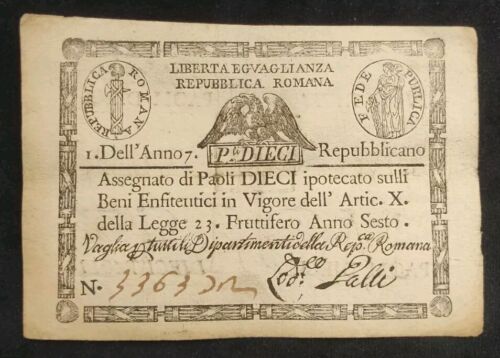 REPUBBLICA ROMANA
LIBERTA EGVAGLIANZA
REPVBBLICA ROMANA
FEDE PUBLICA
1. Dell'Anno 7. P.li DIECI Repubblicano
Assegnato di Paoli DIECI ipotecato sulli
Beni Enfiteutici in Vigore dell' Artic. X.
della Legge 23. Fruttifero Anno Sesto.
Vaglia p tutti li Dipartimenti della Rep.ca Romana
Palli
N. 3363